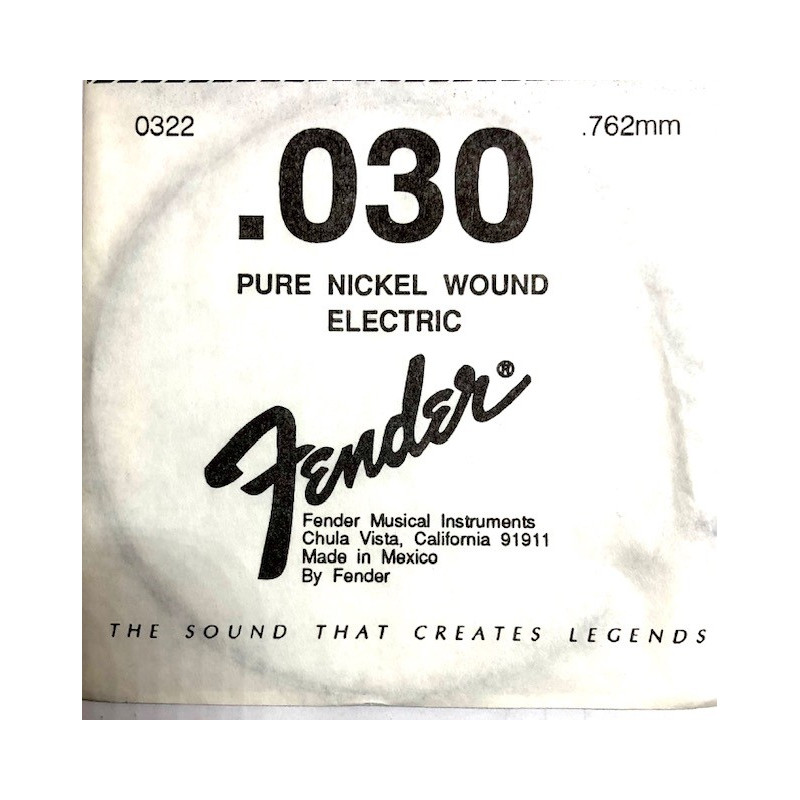 0322
.762mm
.030
PURE NICKEL WOUND
ELECTRIC
Fender®
Fender Musical Instruments
Chula Vista, California 91911
Made in Mexico
By Fender
THE SOUND THAT CREATES LEGENDS